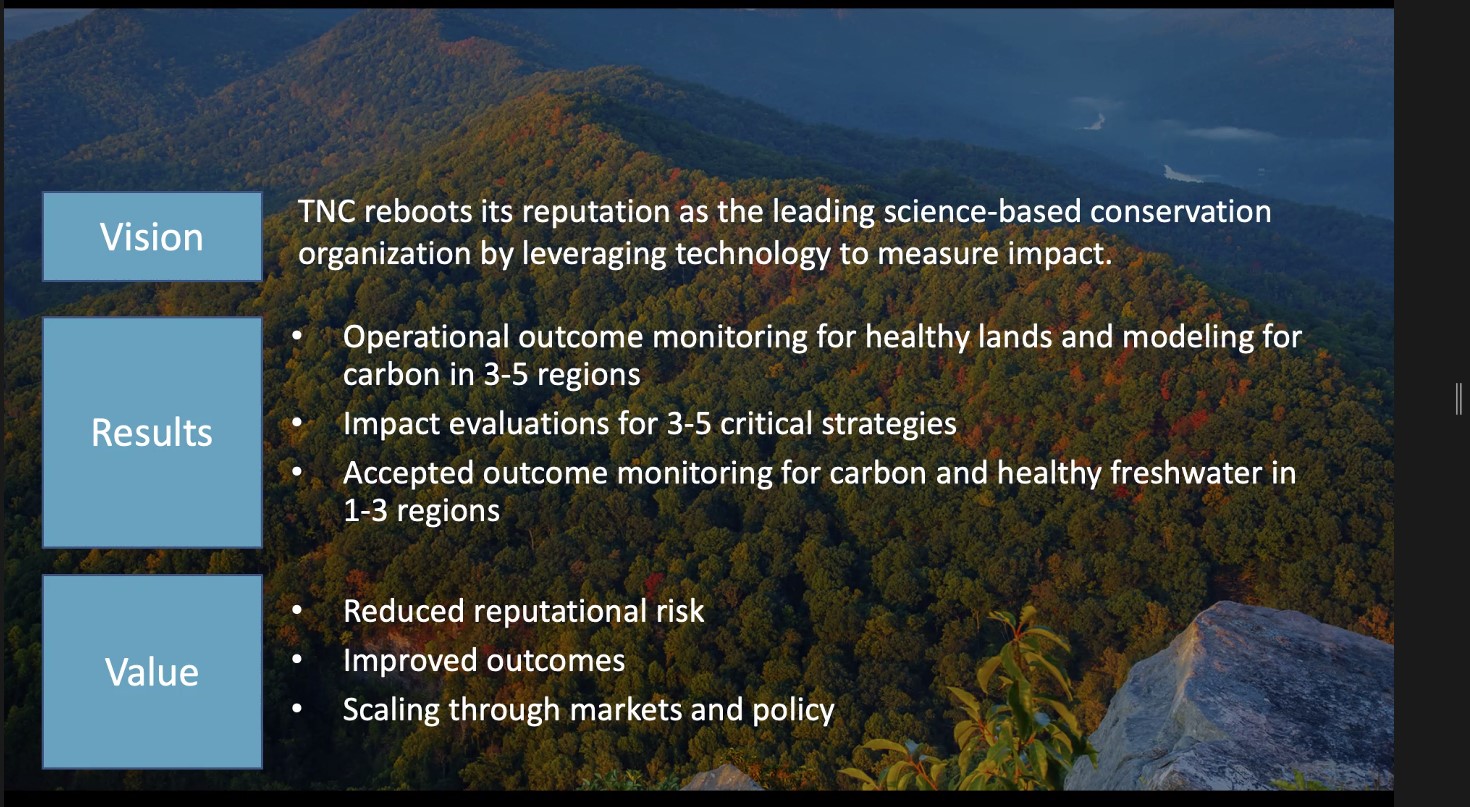 Vision
TNC reboots its reputation as the leading science-based conservation
organization by leveraging technology to measure impact.
Results
• Operational outcome monitoring for healthy lands and modeling for
carbon in 3-5 regions
• Impact evaluations for 3-5 critical strategies
• Accepted outcome monitoring for carbon and healthy freshwater in
1-3 regions
Value
• Reduced reputational risk
• Improved outcomes
• Scaling through markets and policy